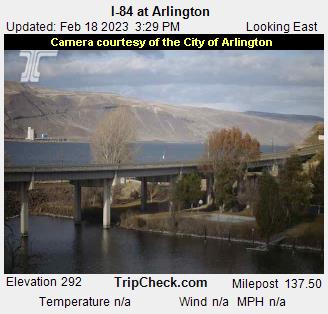 I-84 at Arlington
Updated: Feb 18 2023 3:29 PM Looking East
Camera courtesy of the City of Arlington
Elevation 292 TripCheck.com Milepost 137.50
Temperature n/a Wind n/a MPH n/a